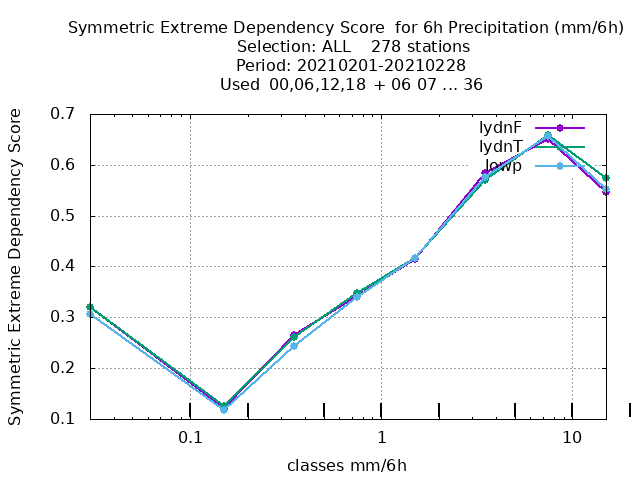 Symmetric Extreme Dependency Score  for 6h Precipitation (mm/6h)
Selection: ALL    278 stations
Period: 20210201-20210228
Used  00,06,12,18  + 06 07 ... 36
Symmetric Extreme Dependency Score
0.7
0.6
0.5
0.4
0.3
0.2
0.1
lydnF
lydnT
lowp
0.1
1
10
classes mm/6h